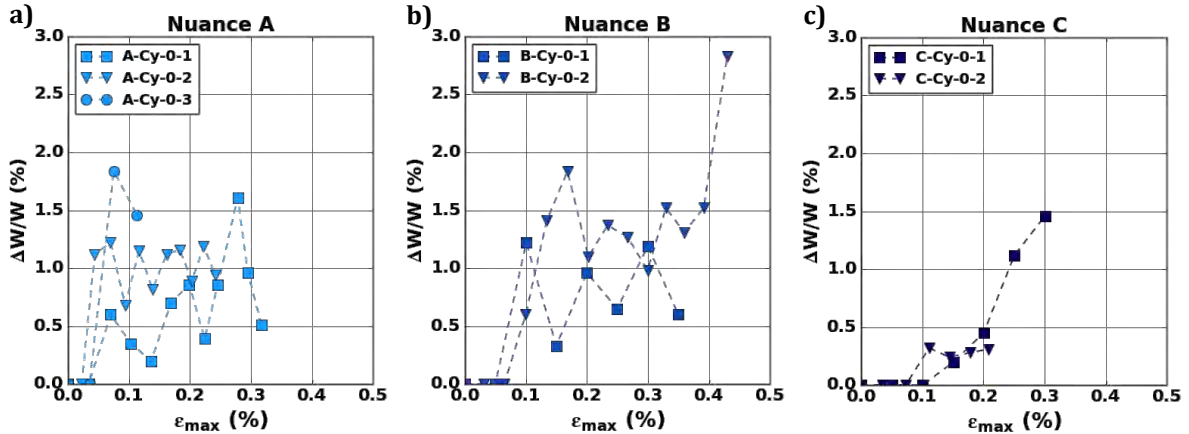 a)
Nuance A
3.0
2.5
2.0
1.5
1.0
0.5
0.0
0.0 0.1 0.2 0.3 0.4 0.5
ΔW/W (%)
εmax (%)
A-Cy-0-1
A-Cy-0-2
A-Cy-0-3
b)
Nuance B
3.0
2.5
2.0
1.5
1.0
0.5
0.0
0.0 0.1 0.2 0.3 0.4 0.5
ΔW/W (%)
εmax (%)
B-Cy-0-1
B-Cy-0-2
c)
Nuance C
3.0
2.5
2.0
1.5
1.0
0.5
0.0
0.0 0.1 0.2 0.3 0.4 0.5
ΔW/W (%)
εmax (%)
C-Cy-0-1
C-Cy-0-2